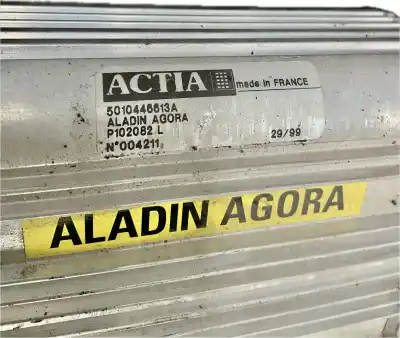 ACTIA made in FRANCE
5010446613A
ALADIN AGORA
P102082 L 29/99
N°004211
ALADIN AGORA